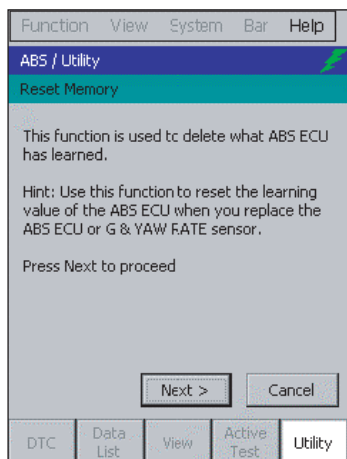 Function View System Bar Help
ABS / Utility
Reset Memory
This function is used to delete what ABS ECU
has learned.
Hint: Use this function to reset the learning
value of the ABS ECU when you replace the
ABS ECU or G & YAW RATE sensor.
Press Next to proceed
Next > Cancel
DTC Data List View Active Test Utility